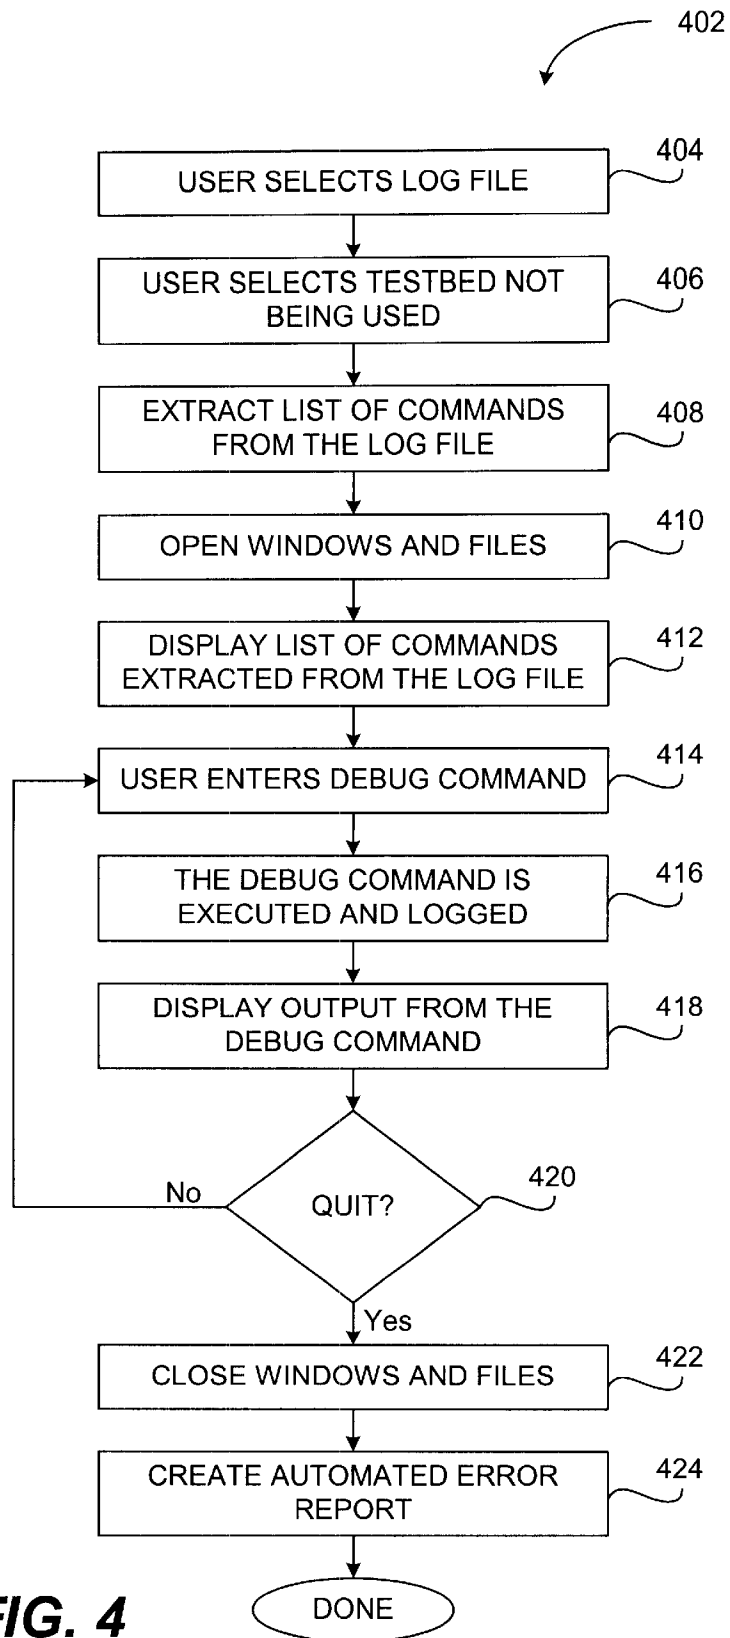 402
USER SELECTS LOG FILE
404
USER SELECTS TESTBED NOT
BEING USED
406
EXTRACT LIST OF COMMANDS
FROM THE LOG FILE
408
OPEN WINDOWS AND FILES
410
DISPLAY LIST OF COMMANDS
EXTRACTED FROM THE LOG FILE
412
USER ENTERS DEBUG COMMAND
414
THE DEBUG COMMAND IS
EXECUTED AND LOGGED
416
DISPLAY OUTPUT FROM THE
DEBUG COMMAND
418
No
QUIT?
420
Yes
CLOSE WINDOWS AND FILES
422
CREATE AUTOMATED ERROR
REPORT
424
DONE
FIG. 4